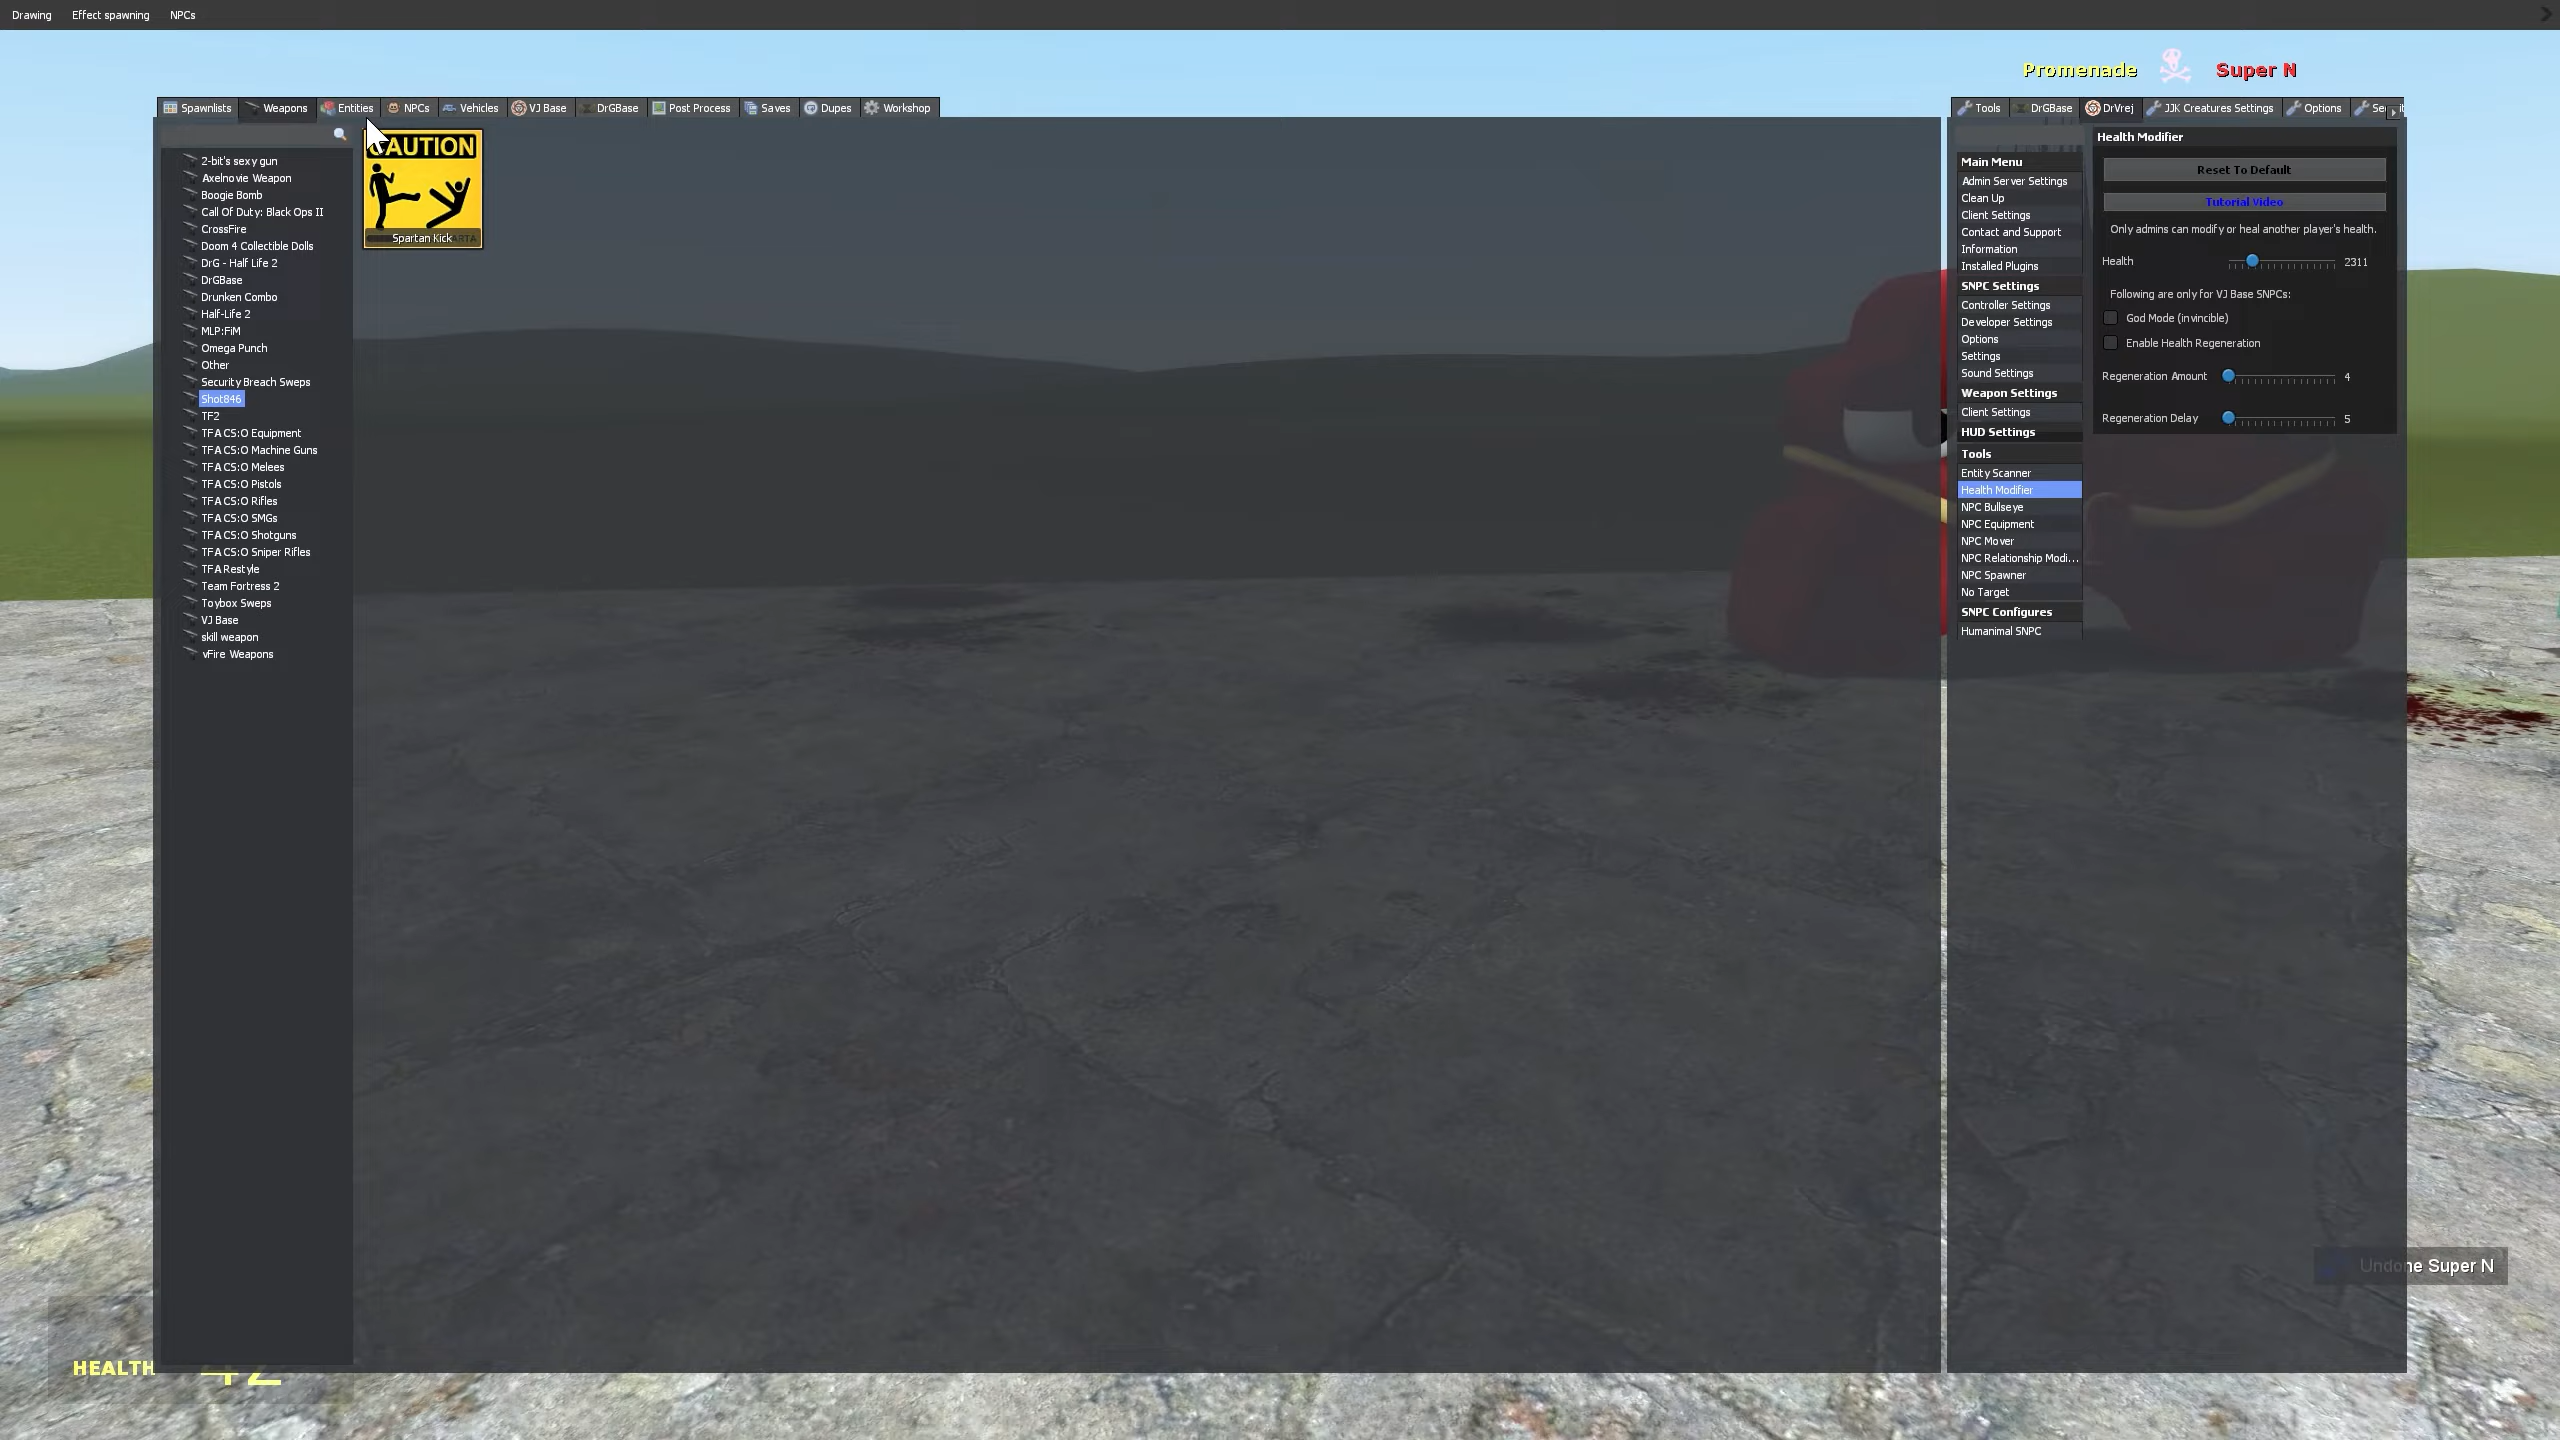 Drawing Effect spawning NPCs
Promenade Super N
Spawnlists Weapons Entities NPCs Vehicles VJ Base DrGBase Post Process Saves Dupes Workshop
2-bit's sexy gun
Axelnovie Weapon
Boogie Bomb
Call Of Duty: Black Ops II
CrossFire
Doom 4 Collectible Dolls
DrG - Half Life 2
DrGBase
Drunken Combo
Half-Life 2
MLP:FiM
Omega Punch
Other
Security Breach Sweps
Shot846
TF2
TFA CS:O Equipment
TFA CS:O Machine Guns
TFA CS:O Melees
TFA CS:O Pistols
TFA CS:O Rifles
TFA CS:O SMGs
TFA CS:O Shotguns
TFA CS:O Sniper Rifles
TFA Restyle
Team Fortress 2
Toybox Sweps
VJ Base
skill weapon
vFire Weapons
CAUTION
Spartan Kick
Tools DrGBase DrVrej JJK Creatures Settings Options
Main Menu
Admin Server Settings
Clean Up
Client Settings
Contact and Support
Information
Installed Plugins
SNPC Settings
Controller Settings
Developer Settings
Options
Settings
Sound Settings
Weapon Settings
Client Settings
HUD Settings
Tools
Entity Scanner
Health Modifier
NPC Bullseye
NPC Equipment
NPC Mover
NPC Relationship Modi...
NPC Spawner
No Target
SNPC Configures
Humanimal SNPC
Health Modifier
Reset To Default
Tutorial Video
Only admins can modify or heal another player's health.
Health 2311
Following are only for VJ Base SNPCs:
God Mode (invincible)
Enable Health Regeneration
Regeneration Amount 4
Regeneration Delay 5
Undone Super N
HEALTH 42